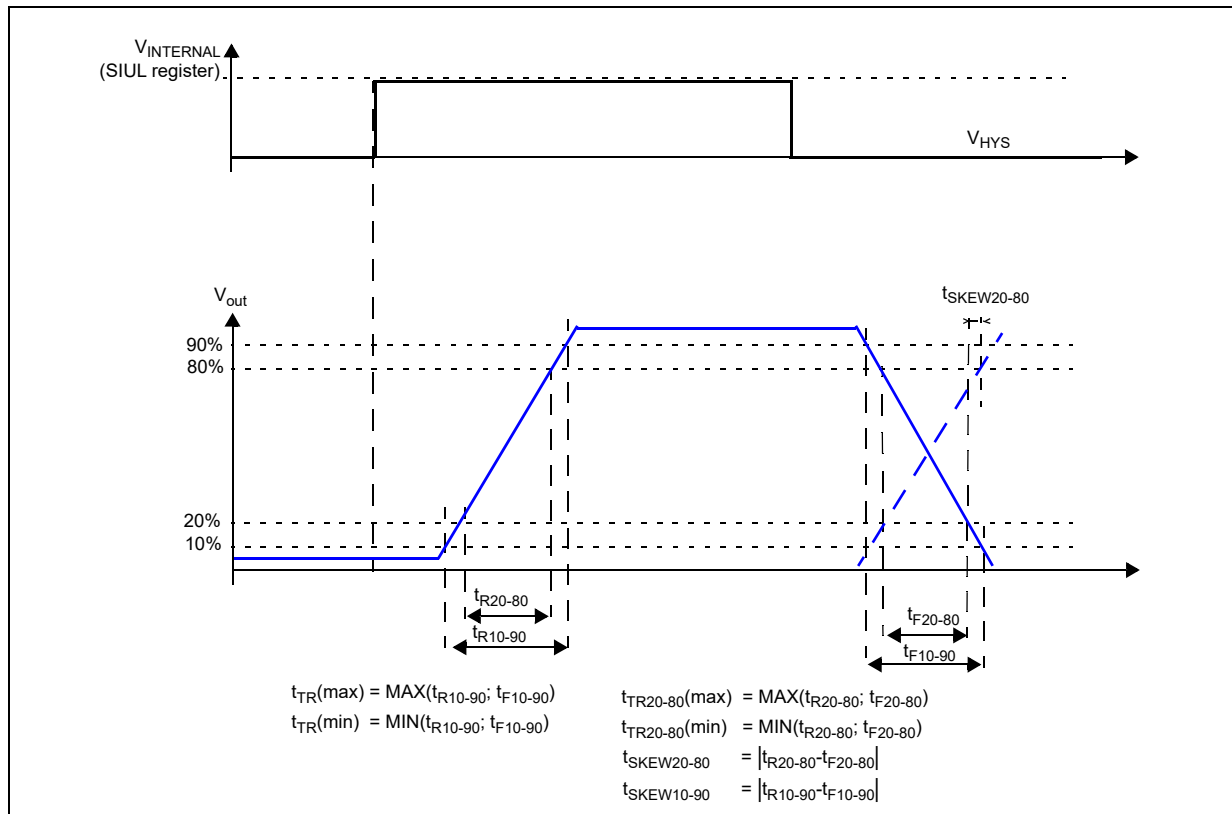 VINTERNAL
(SIUL register)
VHYS
Vout
tSKEW20-80
90%
80%
20%
10%
tR20-80
tR10-90
tF20-80
tF10-90
tTR(max) = MAX(tR10-90; tF10-90)
tTR(min) = MIN(tR10-90; tF10-90)
tTR20-80(max) = MAX(tR20-80; tF20-80)
tTR20-80(min) = MIN(tR20-80; tF20-80)
tSKEW20-80 = |tR20-80-tF20-80|
tSKEW10-90 = |tR10-90-tF10-90|